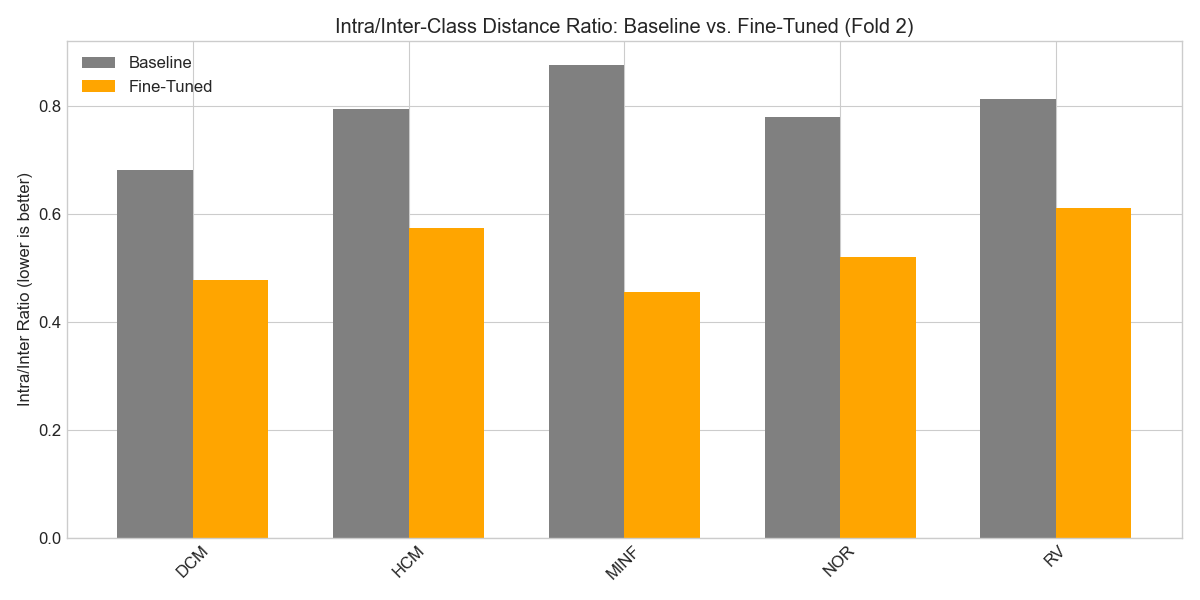 Intra/Inter-Class Distance Ratio: Baseline vs. Fine-Tuned (Fold 2)
Baseline
Fine-Tuned
Intra/Inter Ratio (lower is better)
0.8
0.6
0.4
0.2
0.0
DCM
HCM
MINF
NOR
RV